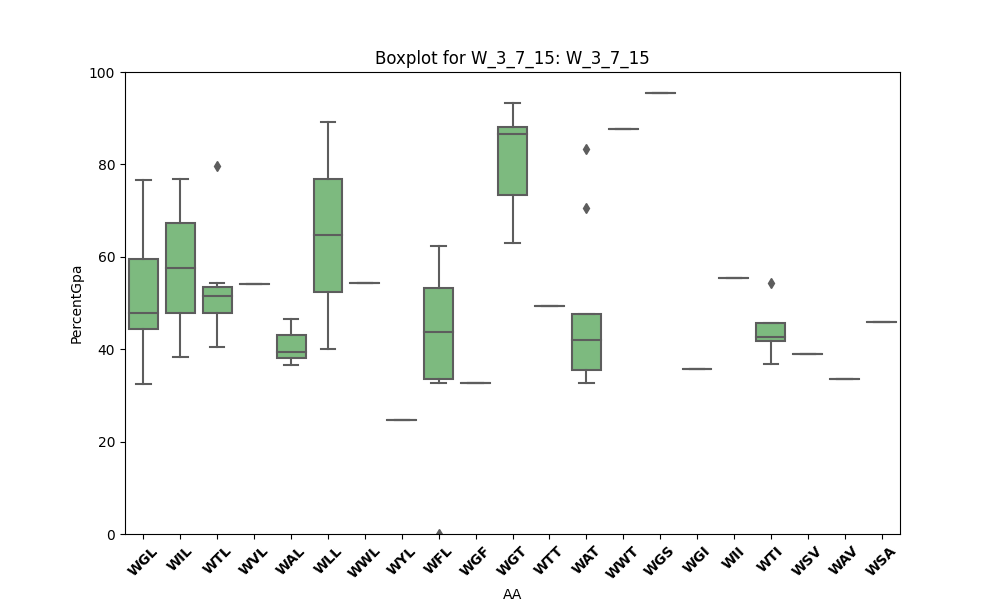 Boxplot for W_3_7_15: W_3_7_15
PercentGpa
100
80
60
40
20
0
WGL WIL WTL WVL WAL WLL WWL WYL WFL WGF WGT WTT WAT WWT WGS WGI WII WTI WSV WAV WSA
AA